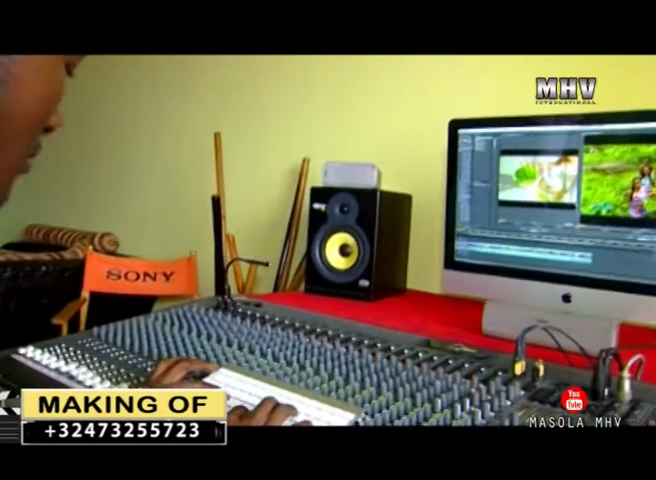 MHV
INTERNATIONAL
SONY
MAKING OF
+32473255723
You Tube
MASOLA MHV